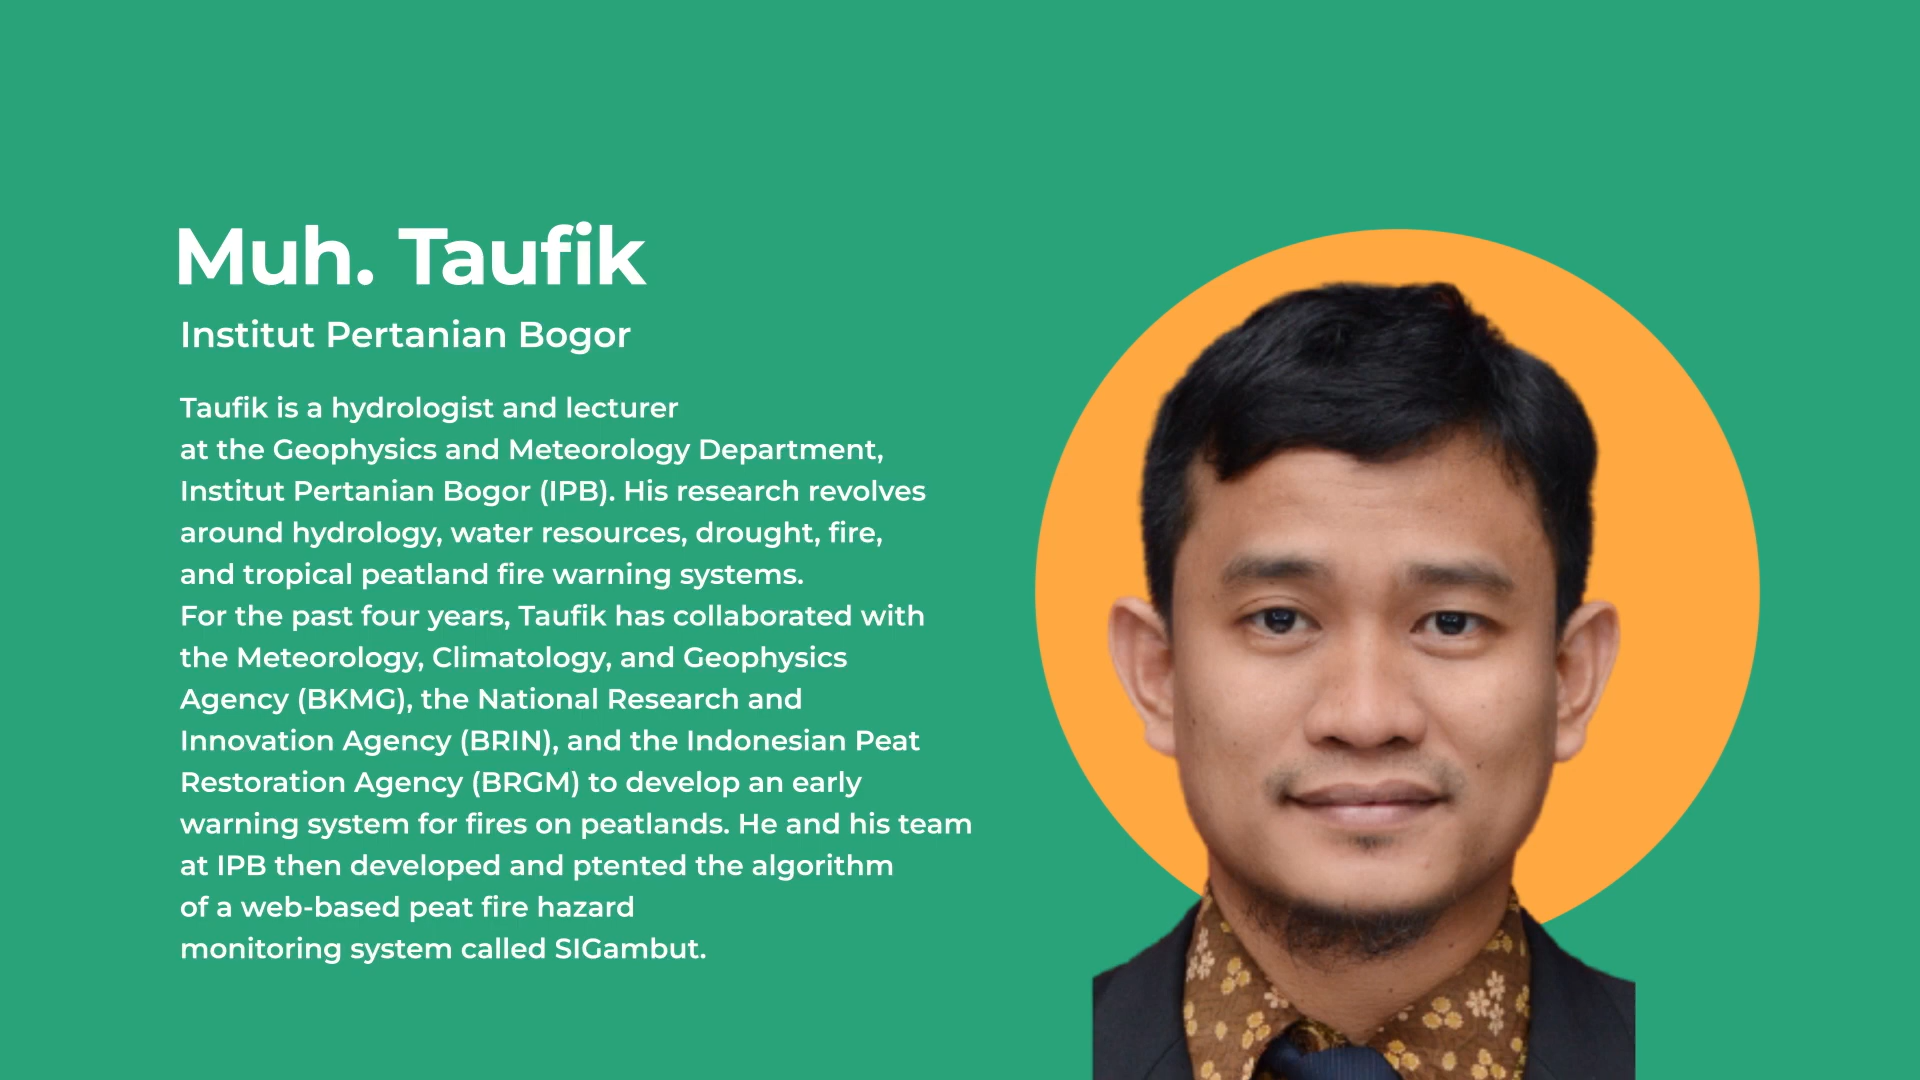 Muh. Taufik
Institut Pertanian Bogor
Taufik is a hydrologist and lecturer
at the Geophysics and Meteorology Department,
Institut Pertanian Bogor (IPB). His research revolves
around hydrology, water resources, drought, fire,
and tropical peatland fire warning systems.
For the past four years, Taufik has collaborated with
the Meteorology, Climatology, and Geophysics
Agency (BKMG), the National Research and
Innovation Agency (BRIN), and the Indonesian Peat
Restoration Agency (BRGM) to develop an early
warning system for fires on peatlands. He and his team
at IPB then developed and ptented the algorithm
of a web-based peat fire hazard
monitoring system called SIGambut.